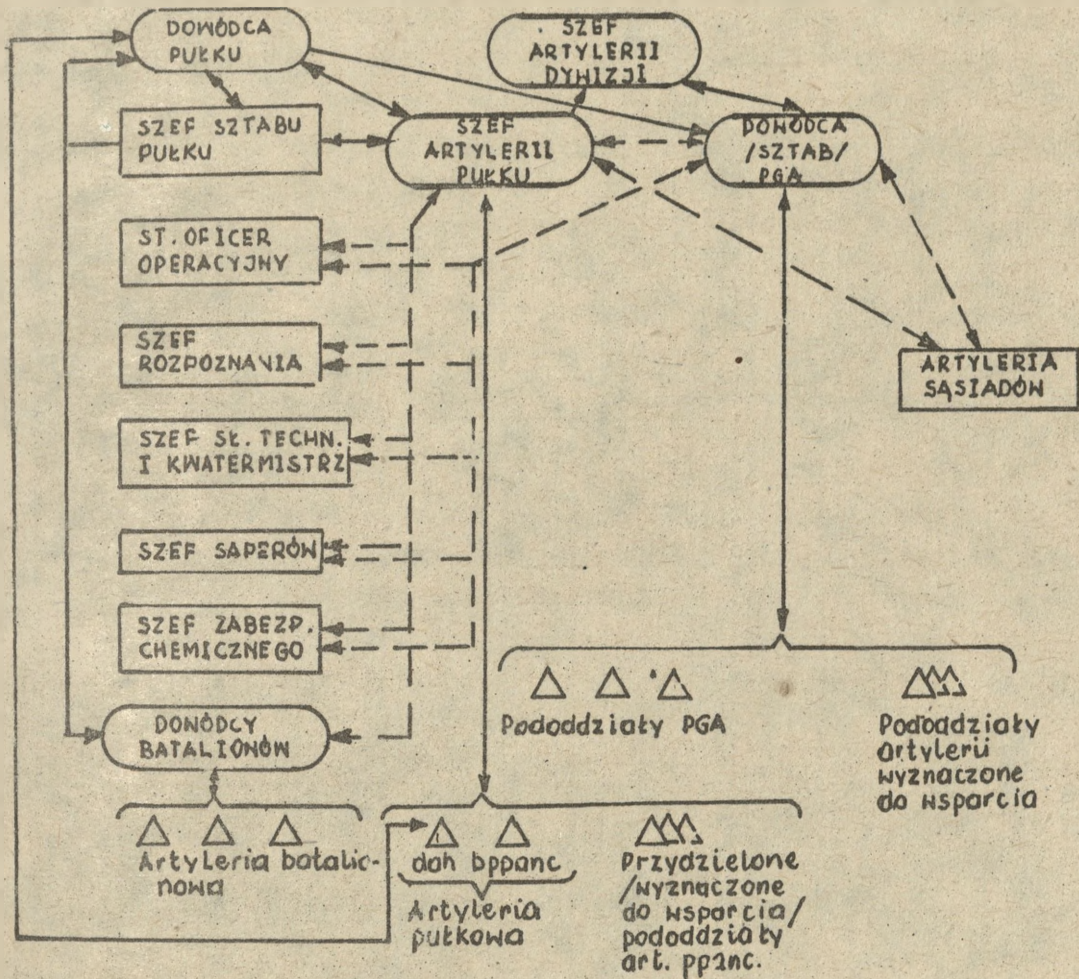 DOWÓDCA
PUŁKU
SZEF
ARTYLERII
DYWIZJI
SZEF SZTABU
PUŁKU
SZEF
ARTYLERII
PUŁKU
DOWÓDCA
/SZTAB/
PGA
ST. OFICER
OPERACYJNY
SZEF
ROZPOZNANIA
ARTYLERIA
SĄSIADÓW
SZEF SŁ. TECHN.
I KWATERMISTRZ
SZEF SAPERÓW
SZEF ZABEZP.
CHEMICZNEGO
DOWÓDCY
BATALIONÓW
Pododdziały PGA
Pododdziały
artylerii
wyznaczone
do wsparcia
Artyleria batalio-
nowa
dah bppanc
Artyleria
pułkowa
Przydzielone
/wyznaczone
do wsparcia/
pododdziały
art. ppanc.